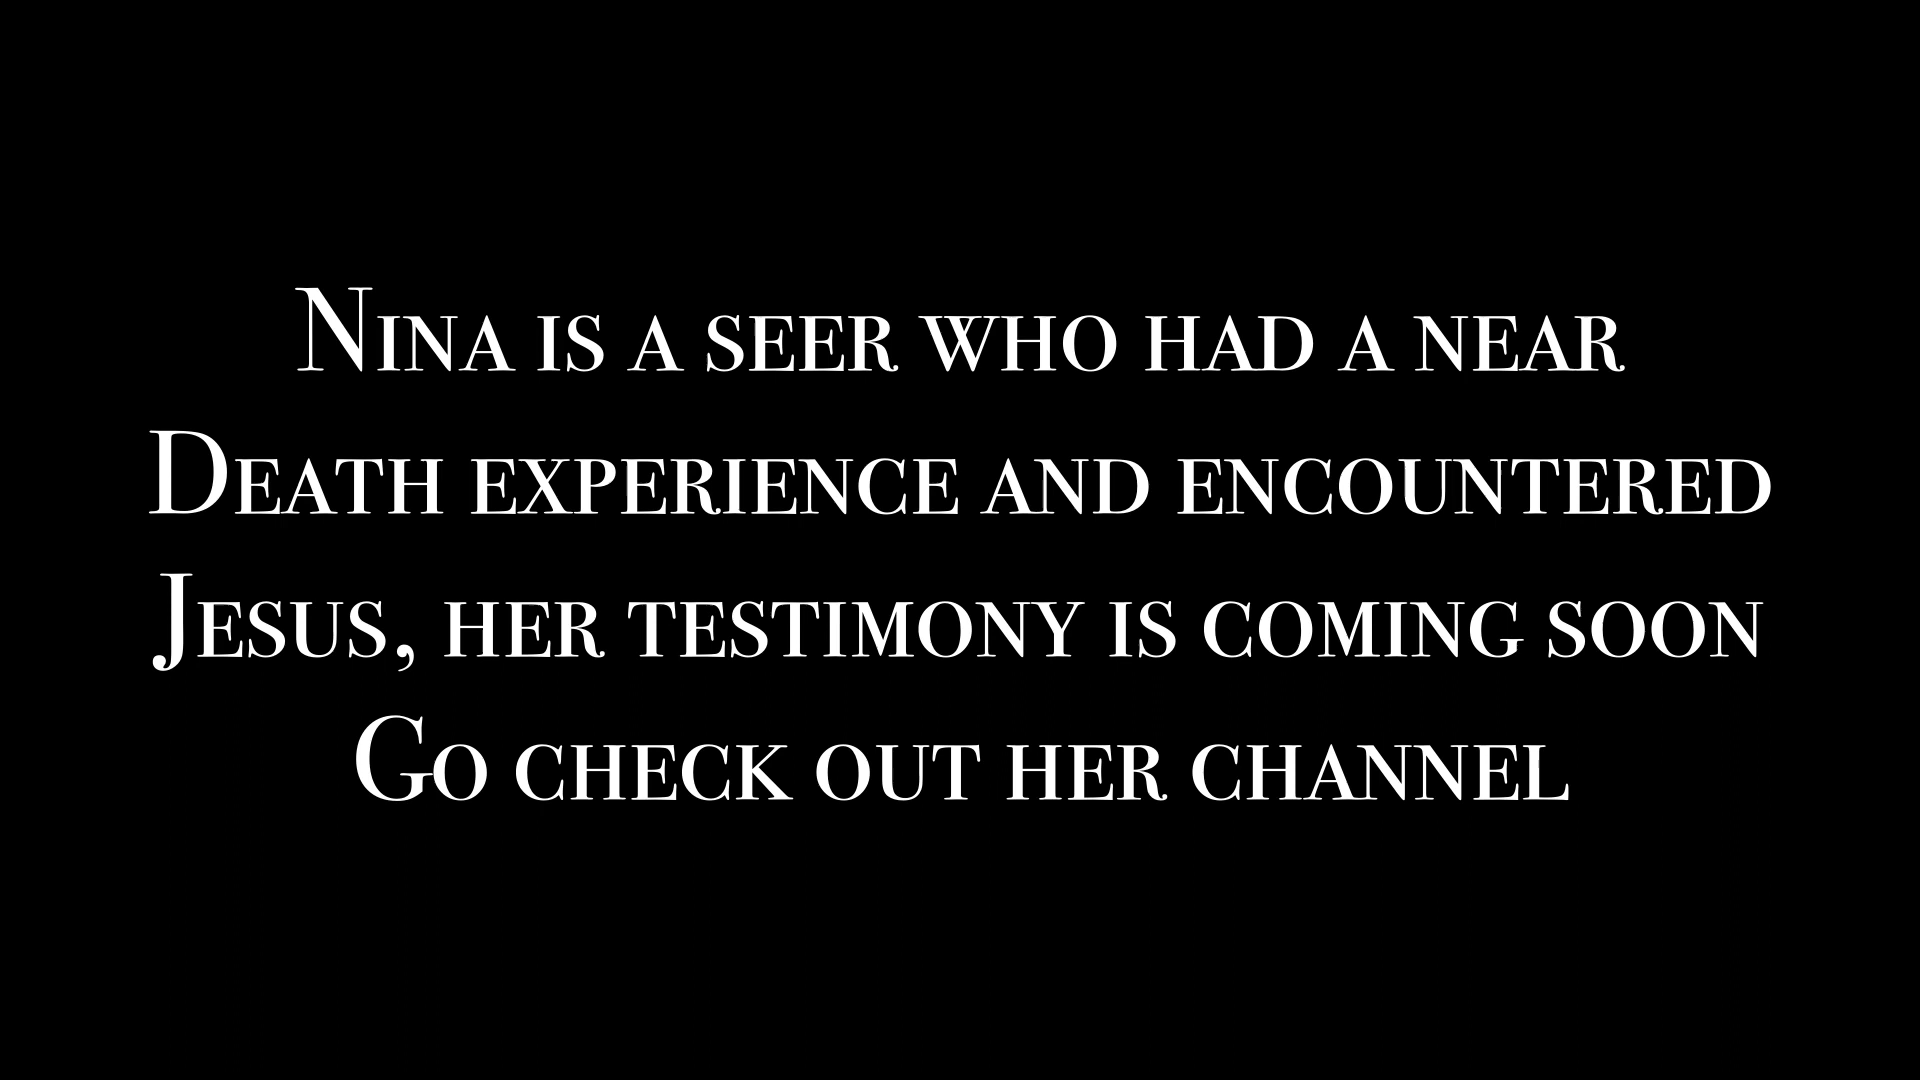 Nina is a seer who had a near
Death experience and encountered
Jesus, her testimony is coming soon
Go check out her channel